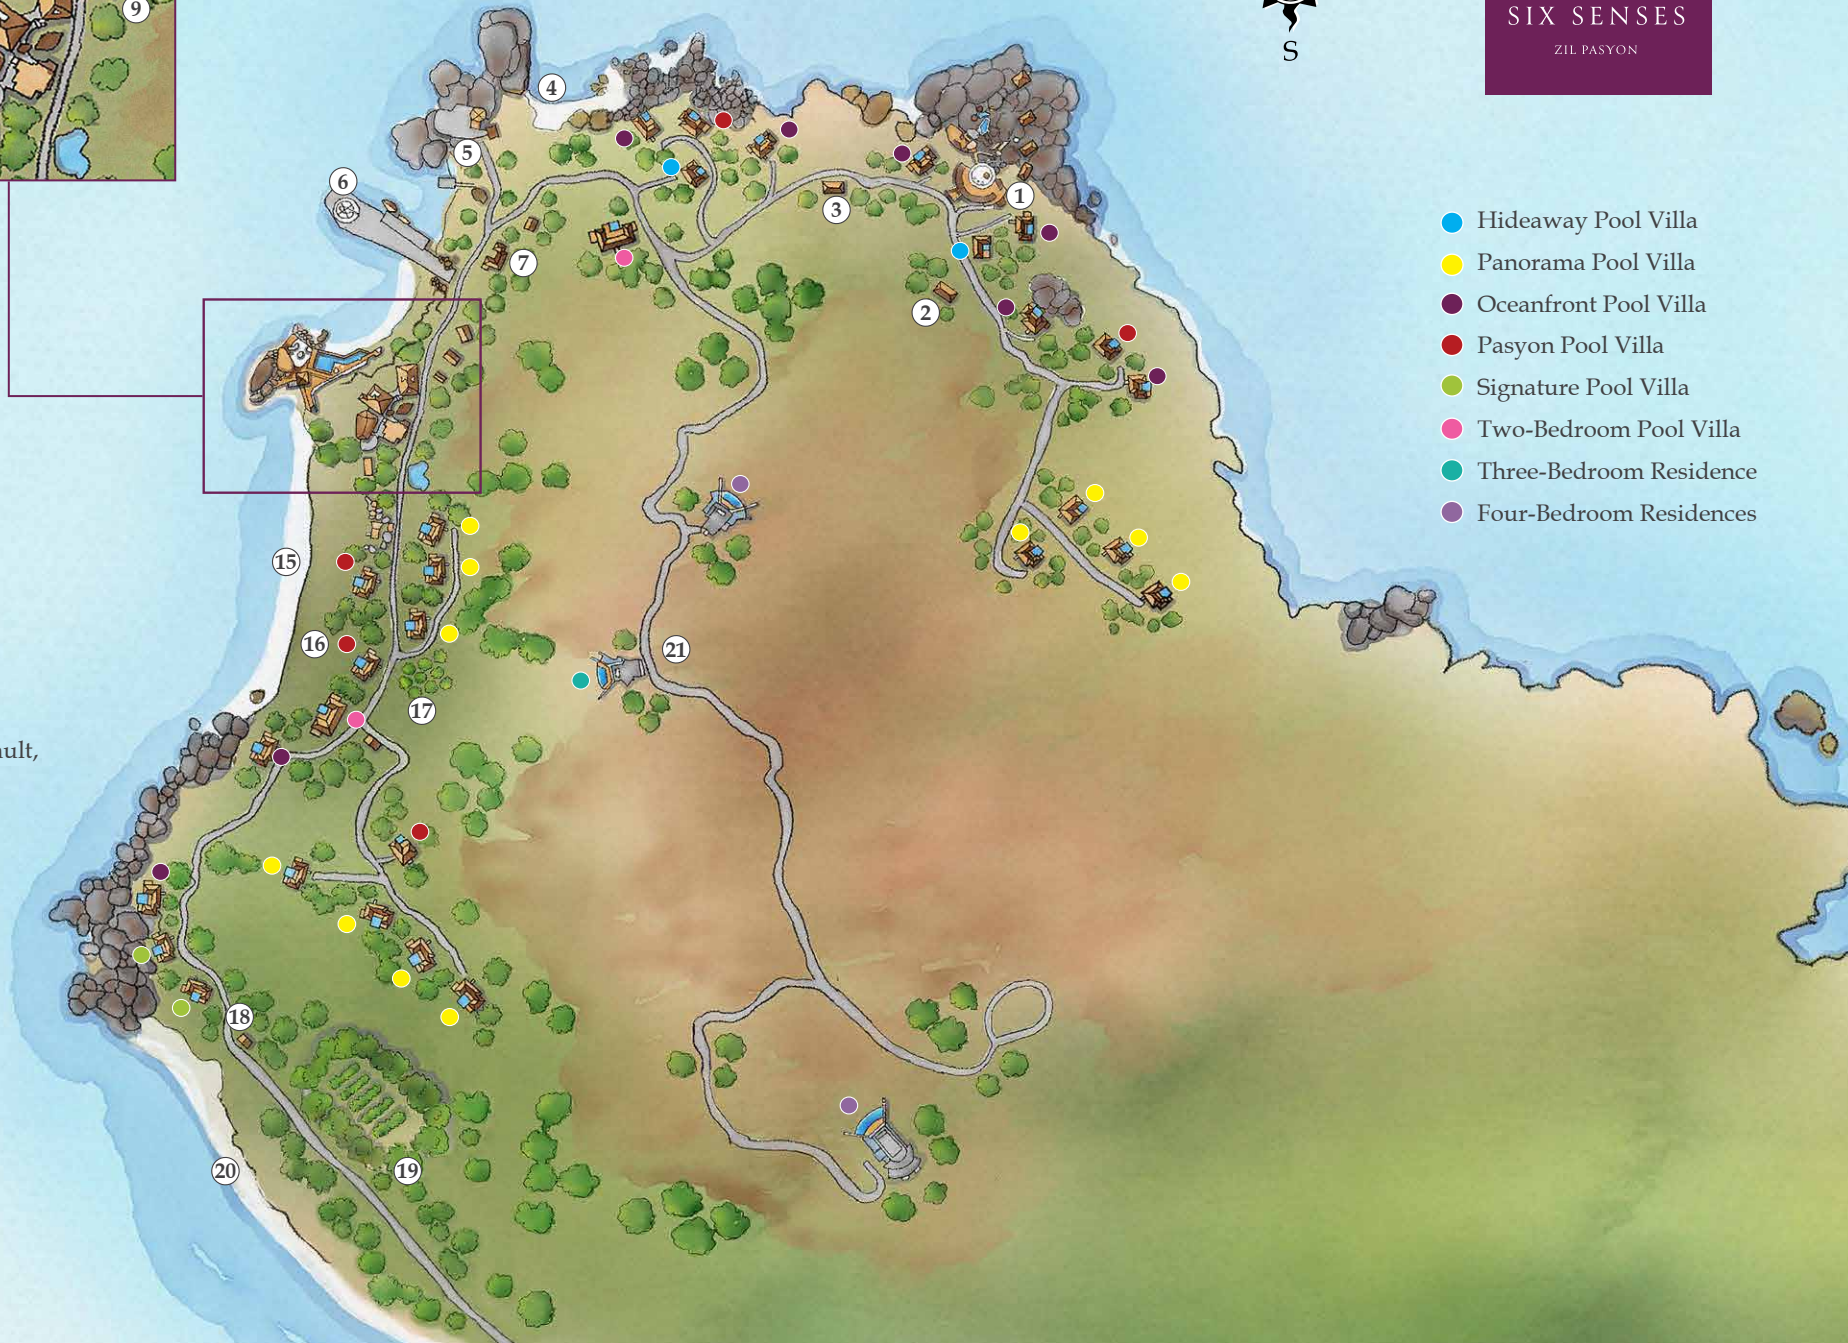 9
S
SIX SENSES
ZIL PASYON
4
5
6
1
3
7
2
Hideaway Pool Villa
Panorama Pool Villa
Oceanfront Pool Villa
Pasyon Pool Villa
Signature Pool Villa
Two-Bedroom Pool Villa
Three-Bedroom Residence
Four-Bedroom Residences
15
16
21
17
ault,
18
19
20